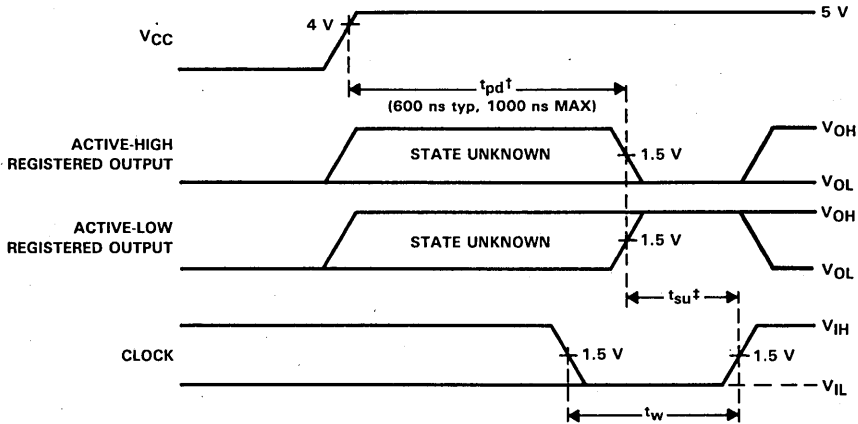 VCC
4 V
5 V
tpd†
(600 ns typ, 1000 ns MAX)
ACTIVE-HIGH
REGISTERED OUTPUT
STATE UNKNOWN
1.5 V
VOH
VOL
ACTIVE-LOW
REGISTERED OUTPUT
STATE UNKNOWN
1.5 V
VOH
VOL
tsu‡
CLOCK
1.5 V
1.5 V
VIH
VIL
tw